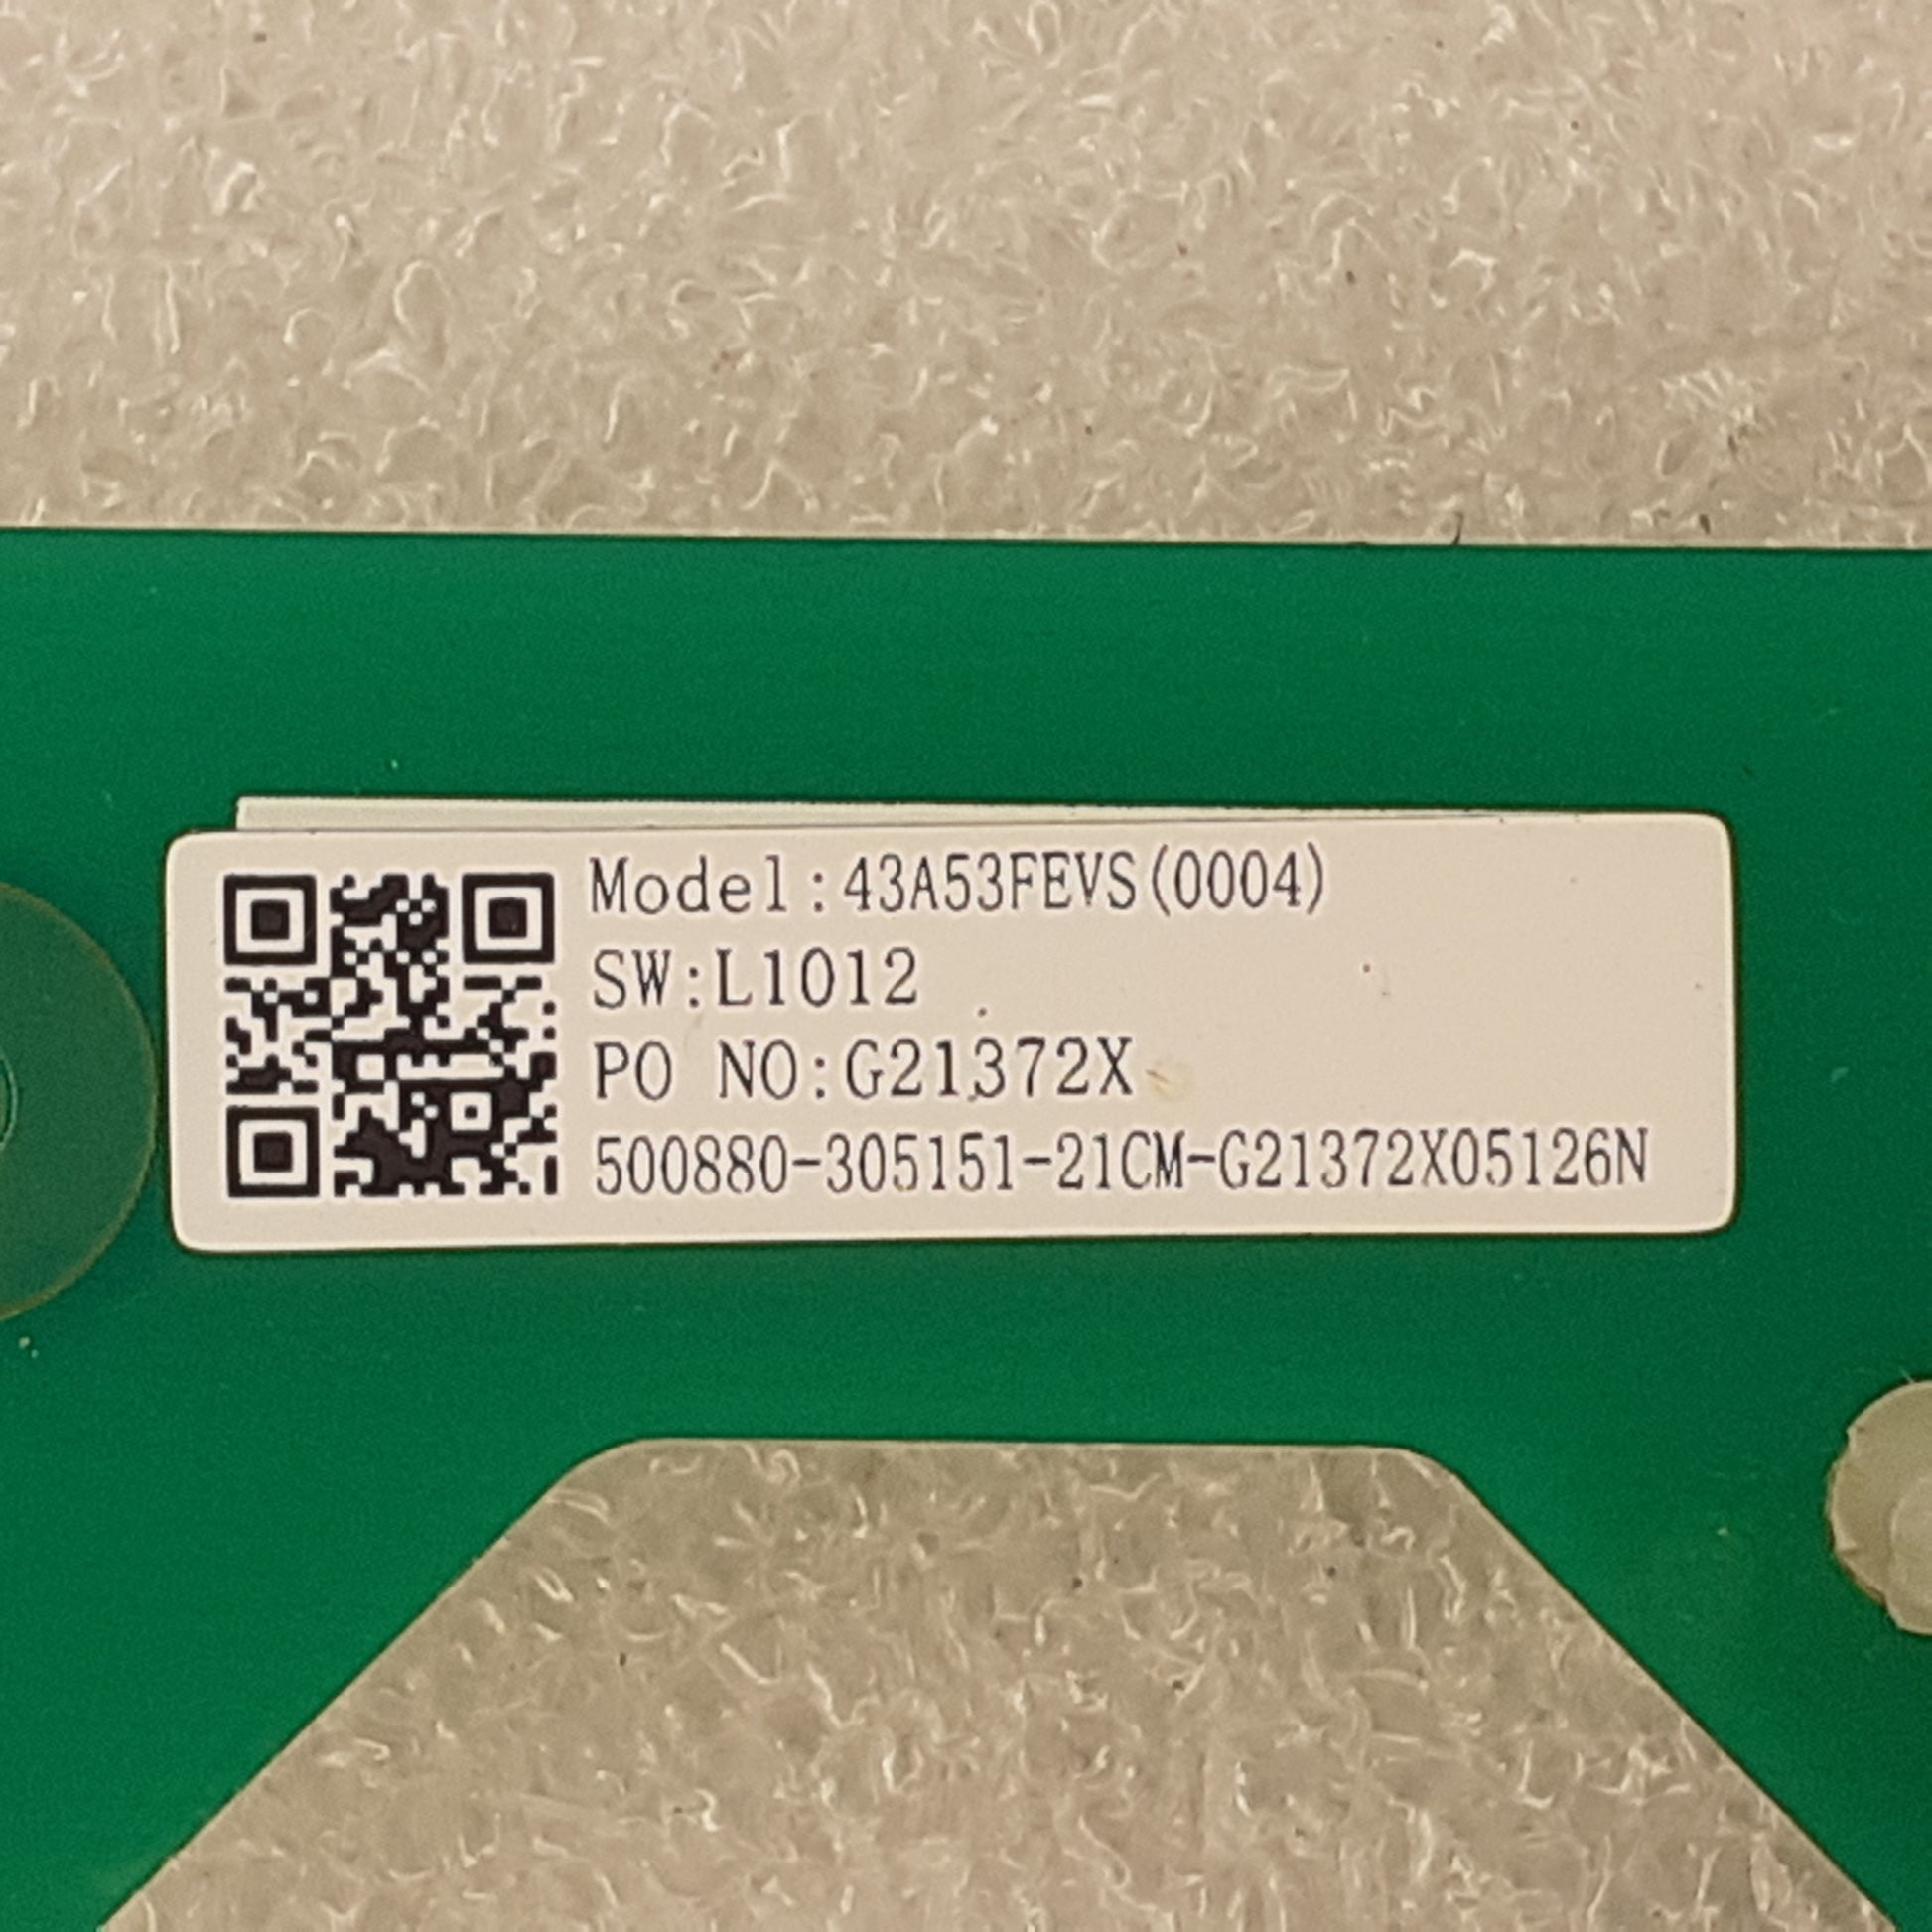 Model:43A53FEVS(0004)
SW:L1012
PO NO:G21372X
500880-305151-21CM-G21372X05126N